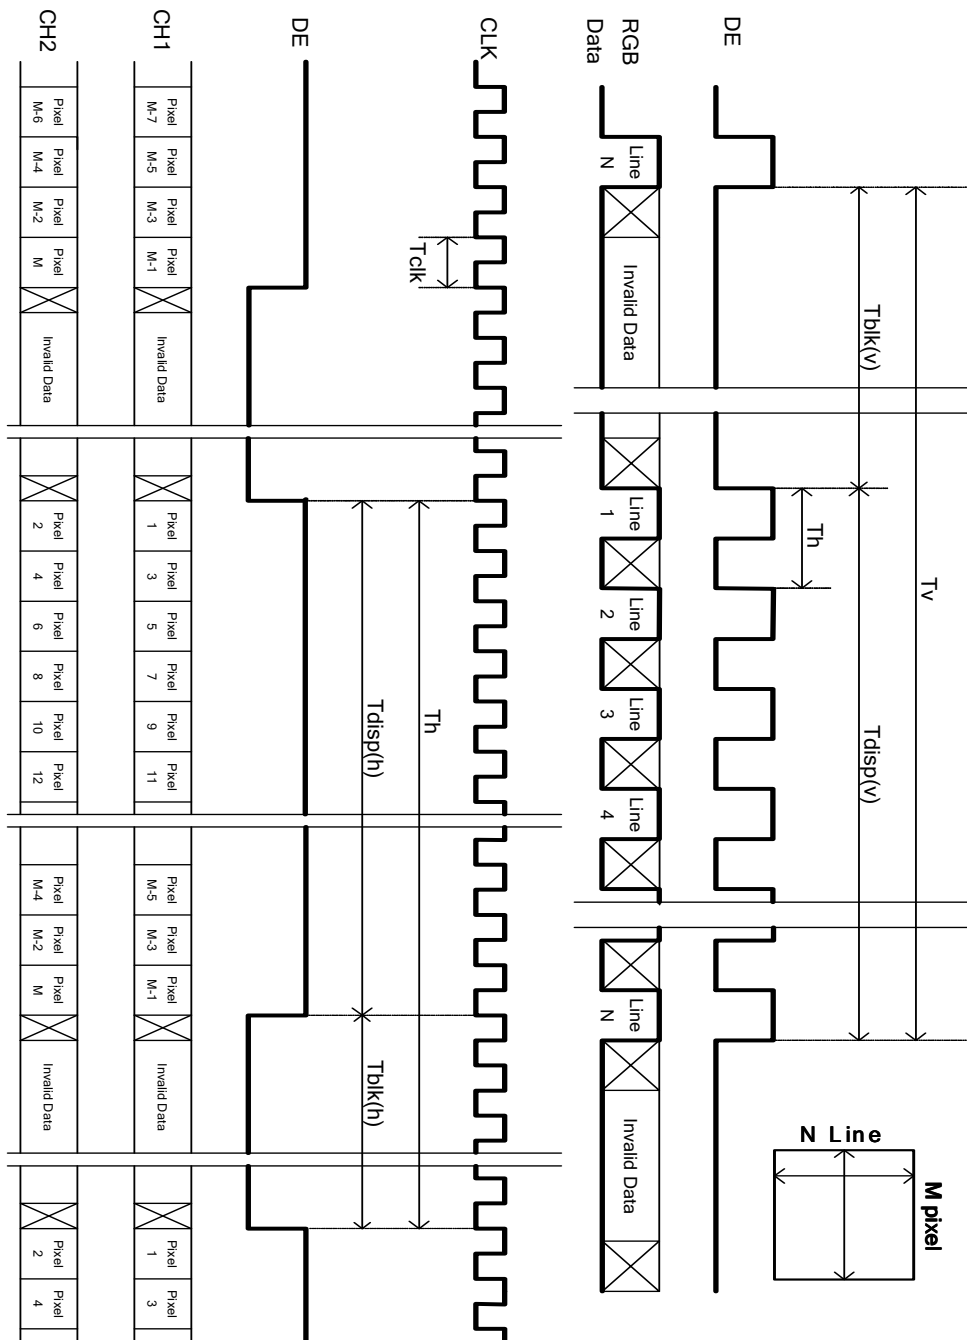 Tv
M pixel
N Line
Tblk(v) Tdisp(v)
Th
DE
RGB Line Line Line Line Line Line
Data N Invalid Data 1 2 3 4 N Invalid Data
CLK
Th
Tclk
Tdisp(h) Tblk(h)
DE
Pixel Pixel Pixel Pixel Pixel Pixel Pixel Pixel Pixel Pixel Pixel Pixel Pixel Pixel Pixel
CH1 M-7 M-5 M-3 M-1 Invalid Data 1 3 5 7 9 11 M-5 M-3 M-1 Invalid Data 1 3
Pixel Pixel Pixel Pixel Pixel Pixel Pixel Pixel Pixel Pixel Pixel Pixel Pixel Pixel Pixel
CH2 M-6 M-4 M-2 M Invalid Data 2 4 6 8 10 12 M-4 M-2 M Invalid Data 2 4